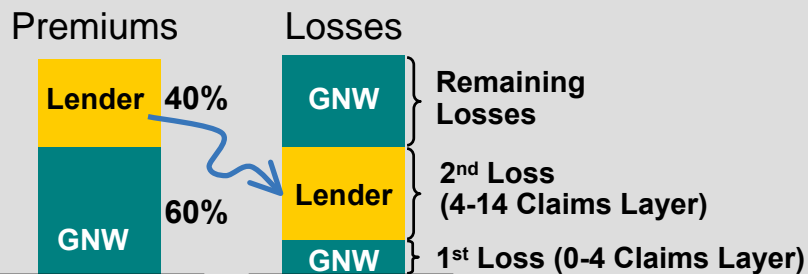 Premiums
Losses
Lender
40%
GNW
60%
GNW
Remaining
Losses
Lender
2nd Loss
(4-14 Claims Layer)
GNW
1st Loss (0-4 Claims Layer)